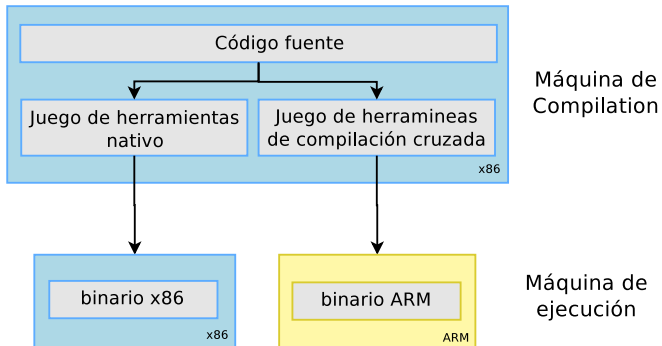 Código fuente
Máquina de
Compilation
Juego de herramientas
nativo
Juego de herramineas
de compilación cruzada
x86
binario x86
x86
binario ARM
ARM
Máquina de
ejecución